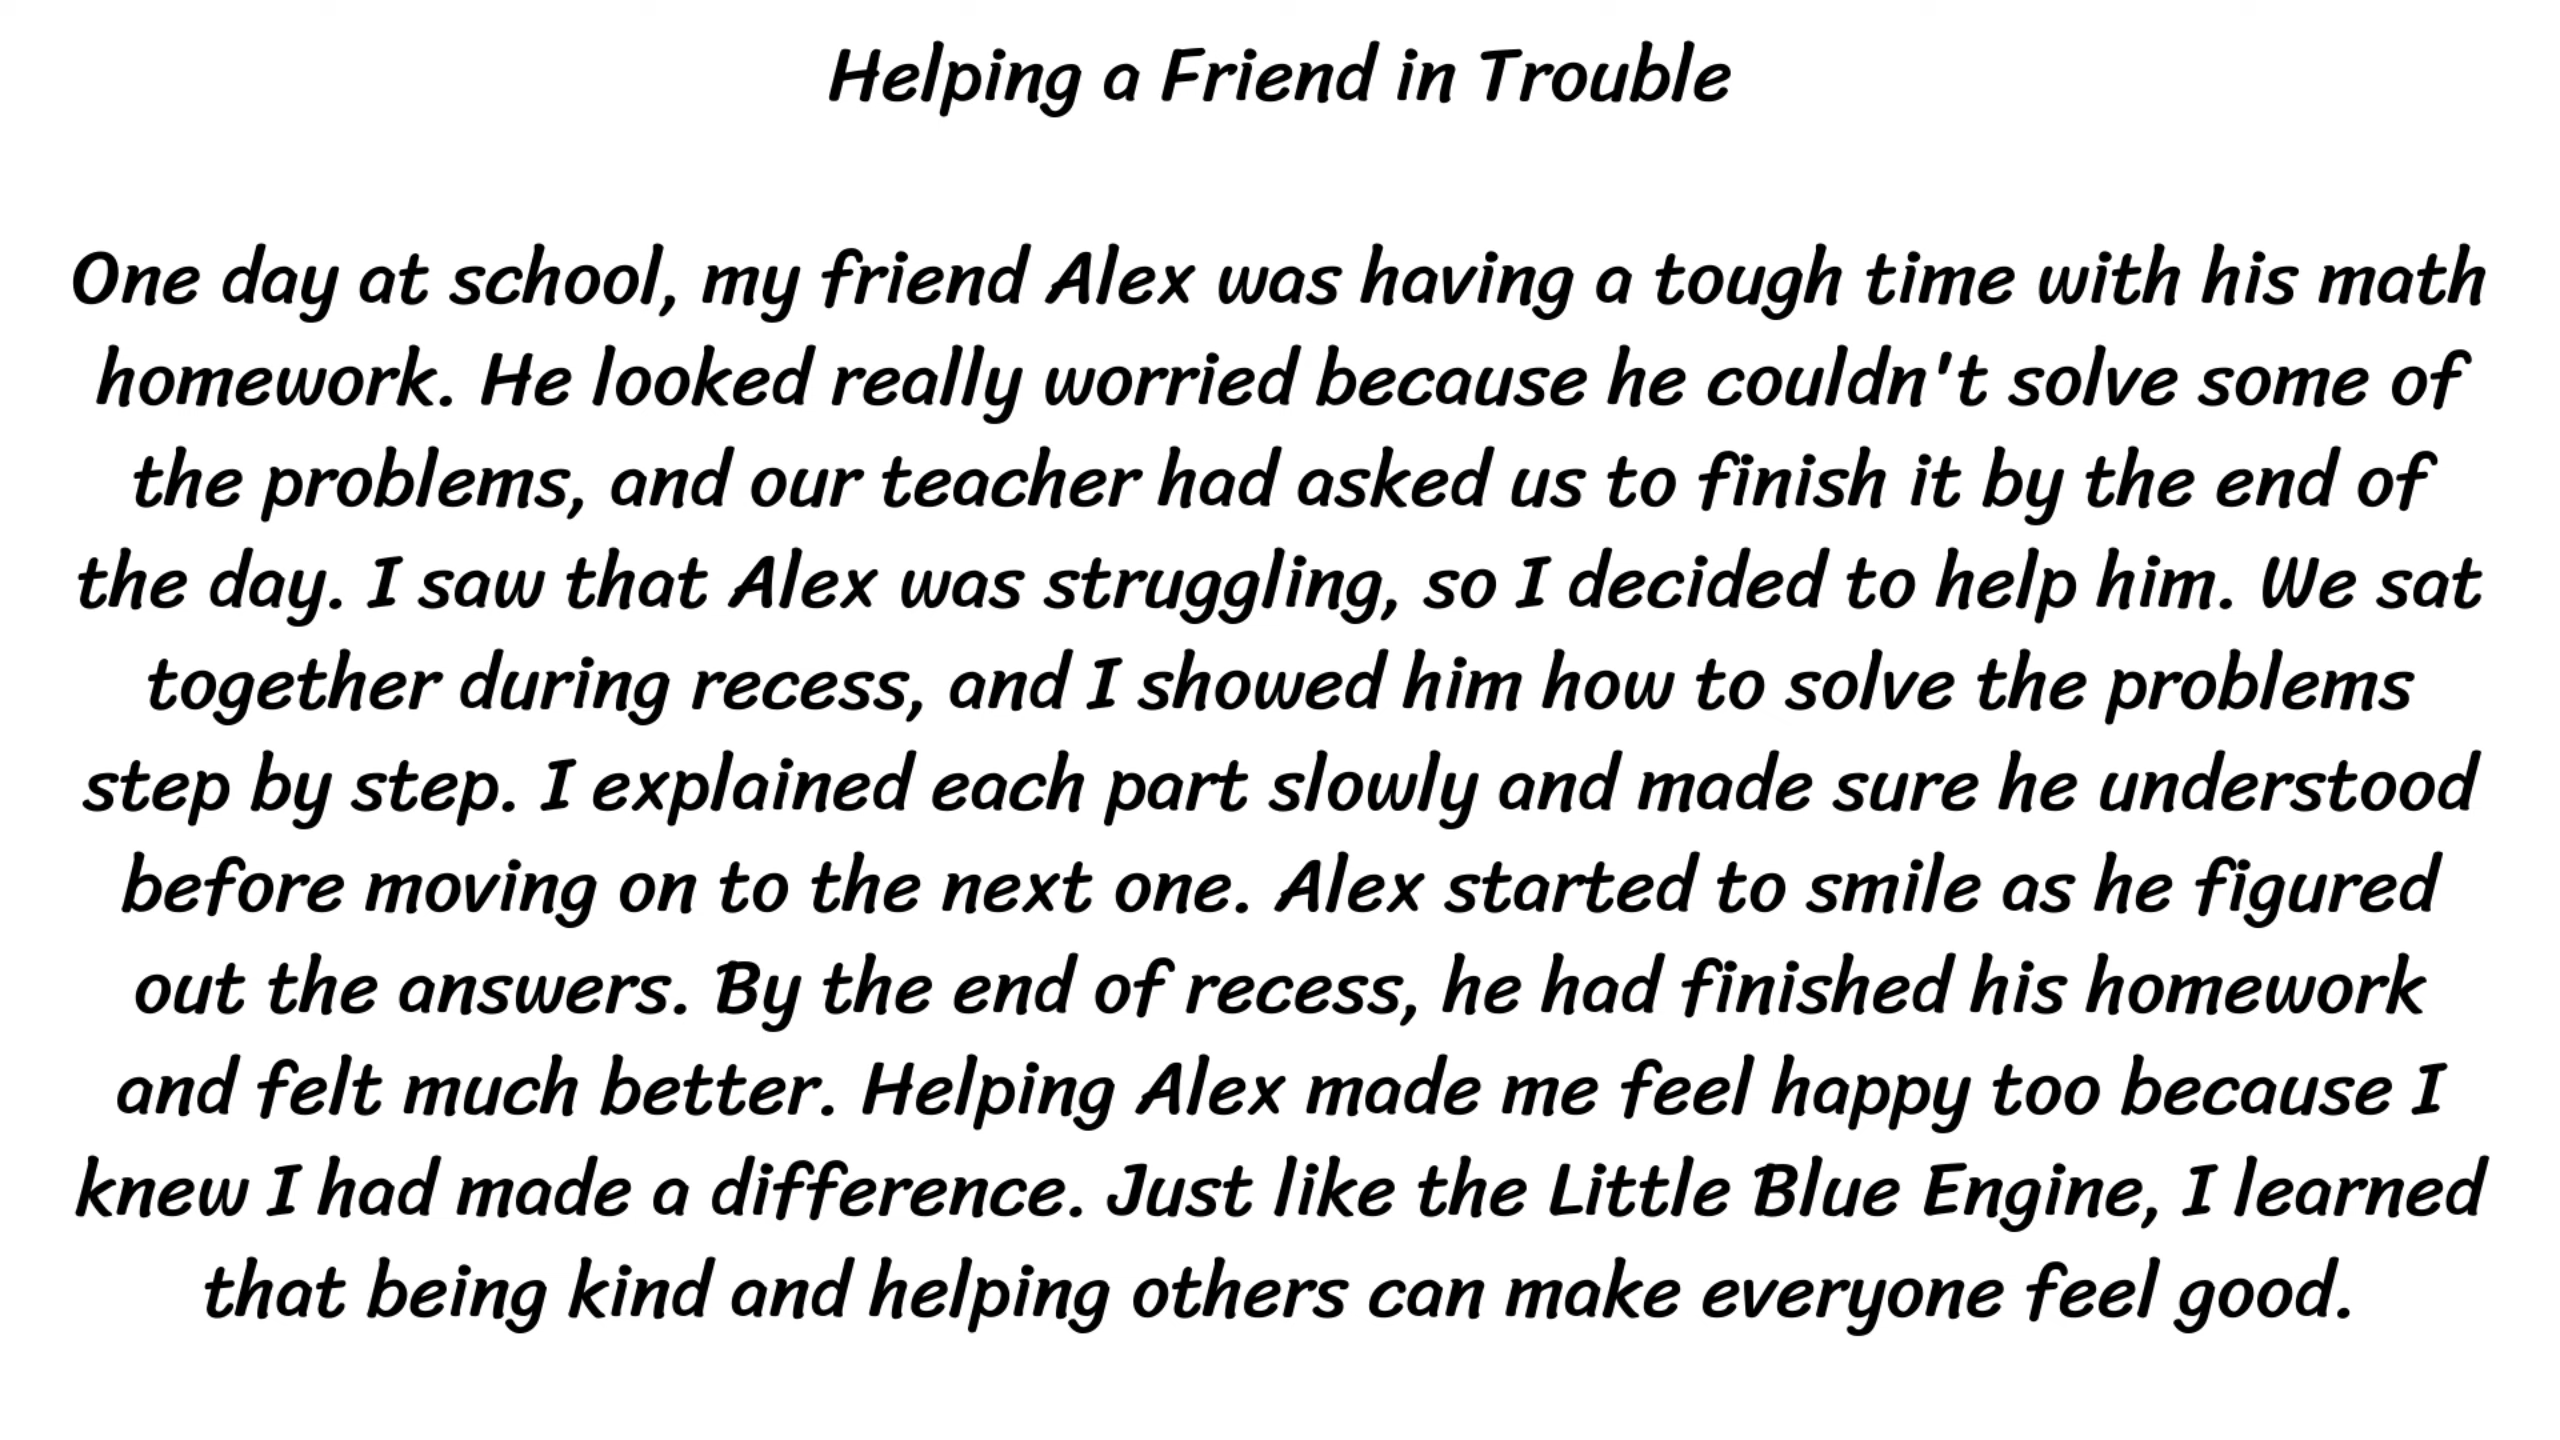 Helping a Friend in Trouble
One day at school, my friend Alex was having a tough time with his math
homework. He looked really worried because he couldn't solve some of
the problems, and our teacher had asked us to finish it by the end of
the day. I saw that Alex was struggling, so I decided to help him. We sat
together during recess, and I showed him how to solve the problems
step by step. I explained each part slowly and made sure he understood
before moving on to the next one. Alex started to smile as he figured
out the answers. By the end of recess, he had finished his homework
and felt much better. Helping Alex made me feel happy too because I
knew I had made a difference. Just like the Little Blue Engine, I learned
that being kind and helping others can make everyone feel good.